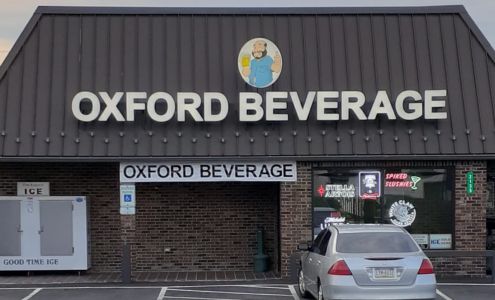 OXFORD BEVERAGE
OXFORD BEVERAGE
ICE
STELLA
ARTOIS
SPIKED
SLUSHIES
ICE
GOOD TIME ICE